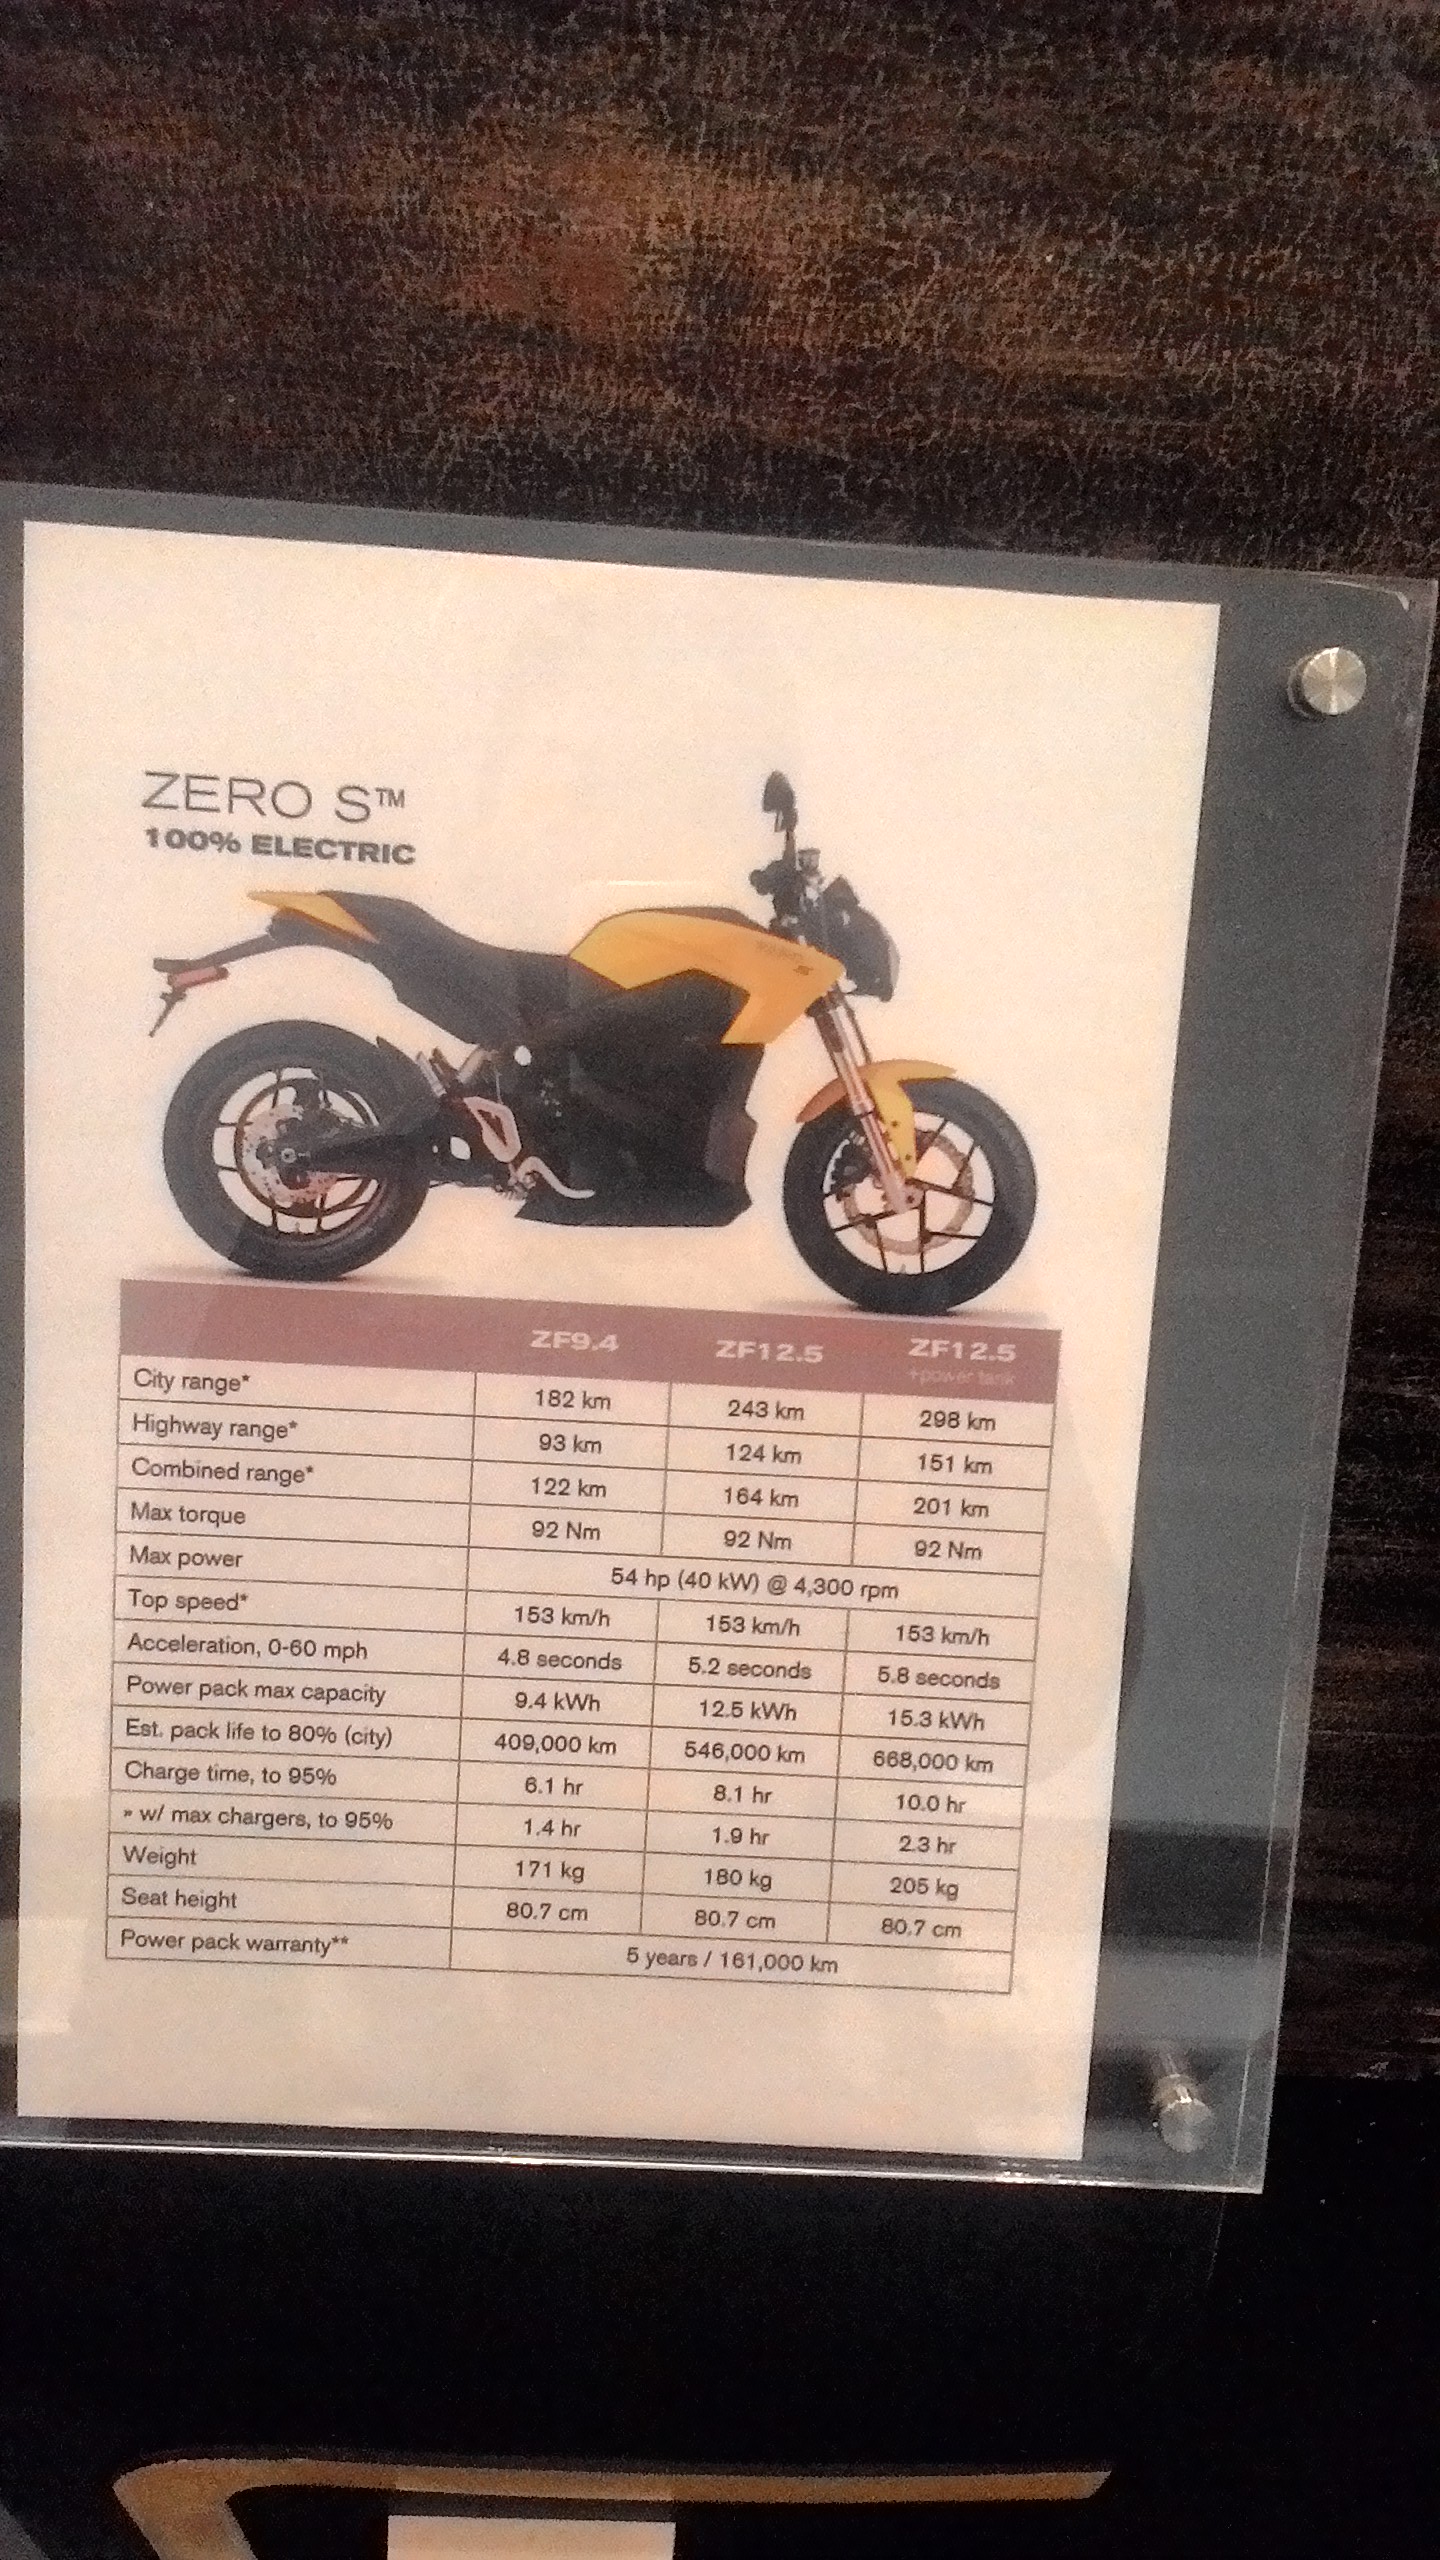 ZERO S™
100% ELECTRIC
ZF9.4 ZF12.5 ZF12.5
+power tank
City range* 182 km 243 km 298 km
Highway range* 93 km 124 km 151 km
Combined range* 122 km 164 km 201 km
Max torque 92 Nm 92 Nm 92 Nm
Max power 54 hp (40 kW) @ 4,300 rpm
Top speed* 153 km/h 153 km/h 153 km/h
Acceleration, 0-60 mph 4.8 seconds 5.2 seconds 5.8 seconds
Power pack max capacity 9.4 kWh 12.5 kWh 15.3 kWh
Est. pack life to 80% (city) 409,000 km 546,000 km 668,000 km
Charge time, to 95% 6.1 hr 8.1 hr 10.0 hr
» w/ max chargers, to 95% 1.4 hr 1.9 hr 2.3 hr
Weight 171 kg 180 kg 205 kg
Seat height 80.7 cm 80.7 cm 80.7 cm
Power pack warranty** 5 years / 161,000 km